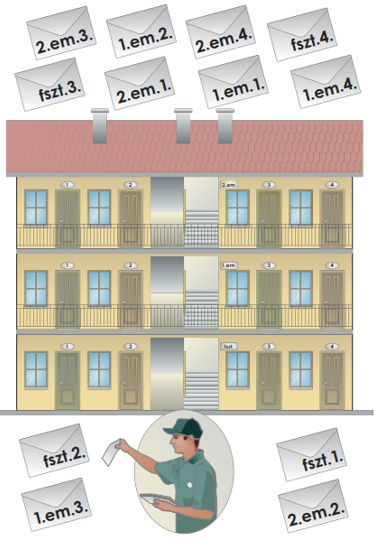 2.em.3.
1.em.2.
2.em.4.
fszt.4.
fszt.3.
2.em.1.
1.em.1.
1.em.4.
1 2 2.em 3 4
1 2 1.em 3 4
1 2 fszt 3 4
fszt.2.
fszt.1.
1.em.3.
2.em.2.